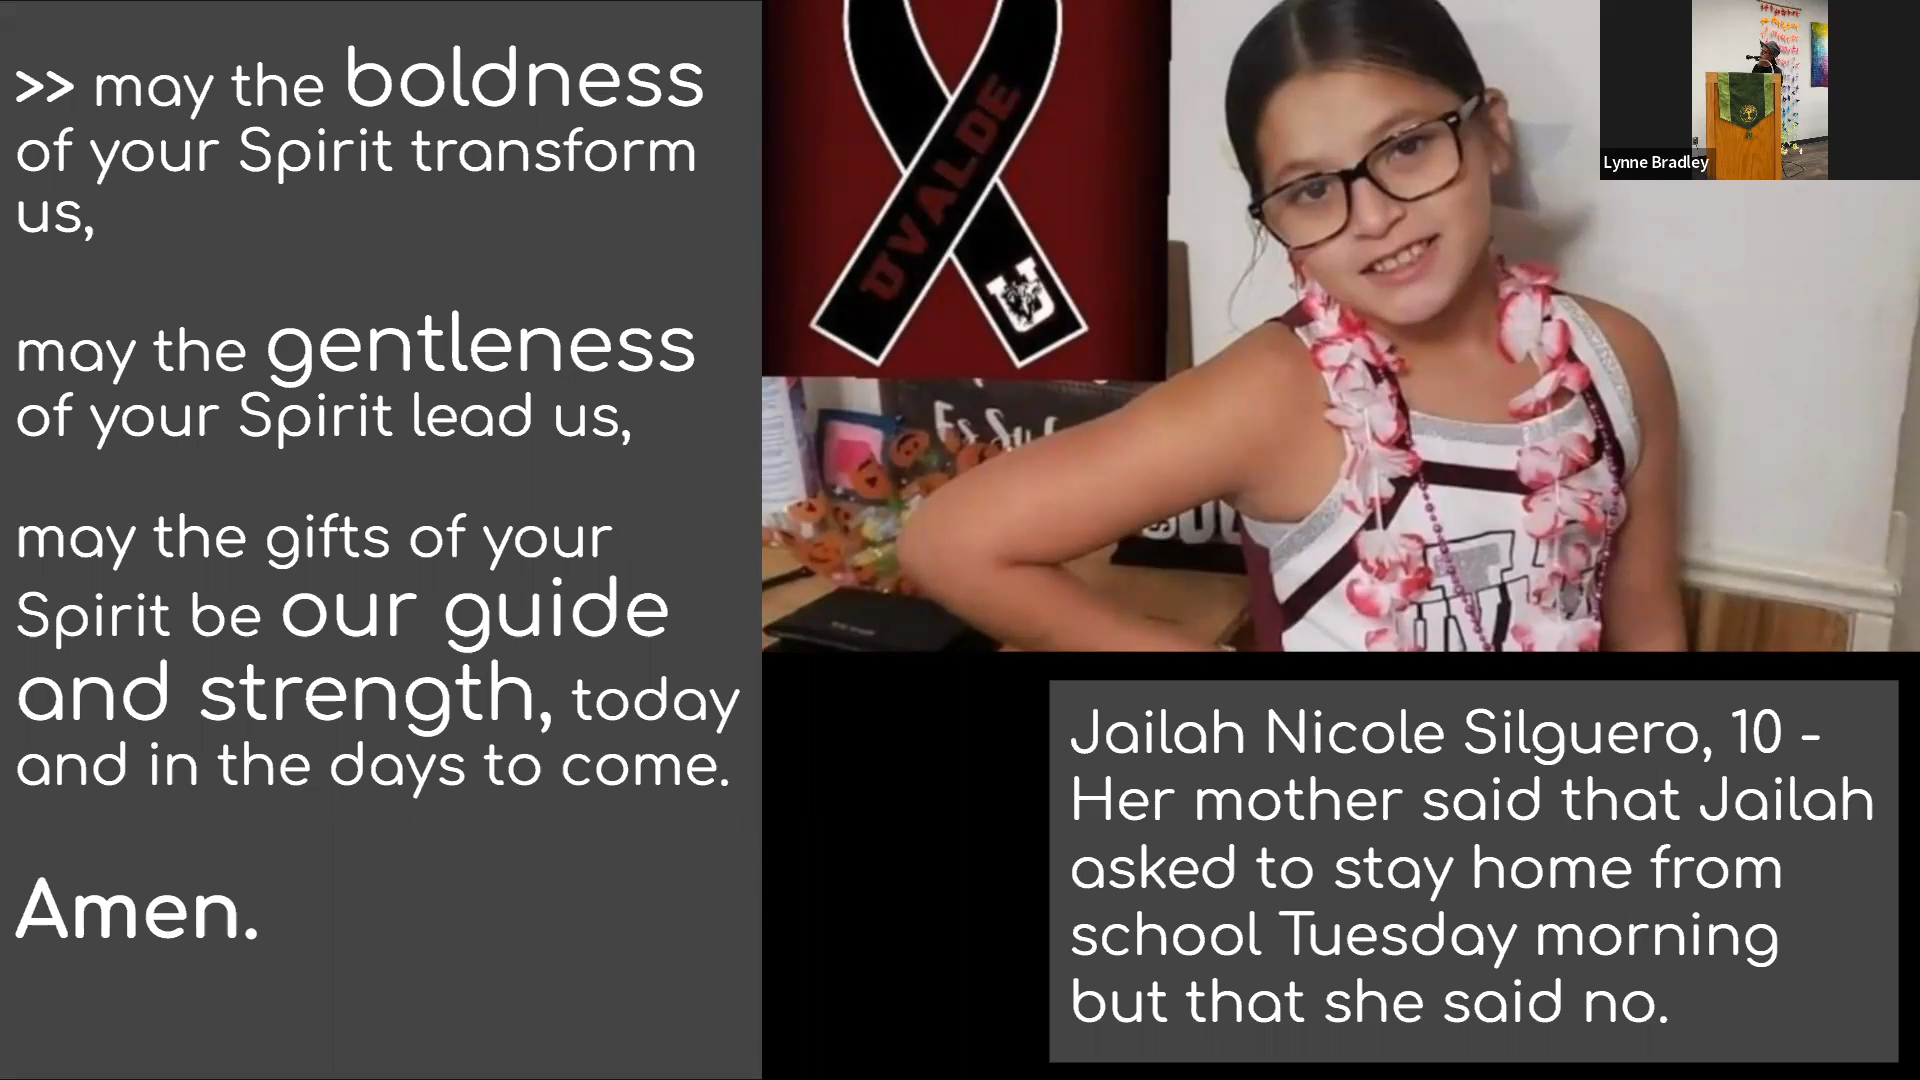 >> may the boldness
of your Spirit transform
us,
may the gentleness
of your Spirit lead us,
may the gifts of your
Spirit be our guide
and strength, today
and in the days to come.
Amen.
UVALDE
U
Lynne Bradley
Jailah Nicole Silguero, 10 -
Her mother said that Jailah
asked to stay home from
school Tuesday morning
but that she said no.